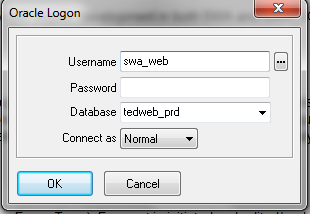 Oracle Logon
Username swa_web ...
Password
Database tedweb_prd
Connect as Normal
OK Cancel